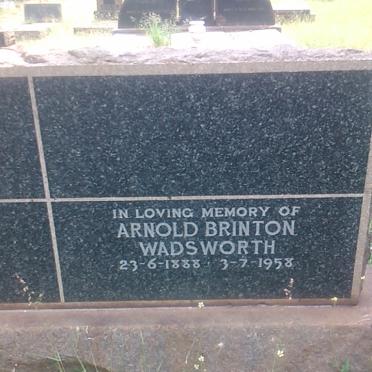 IN LOVING MEMORY OF
ARNOLD BRINTON
WADSWORTH
23-6-1888 · 3-7-1958